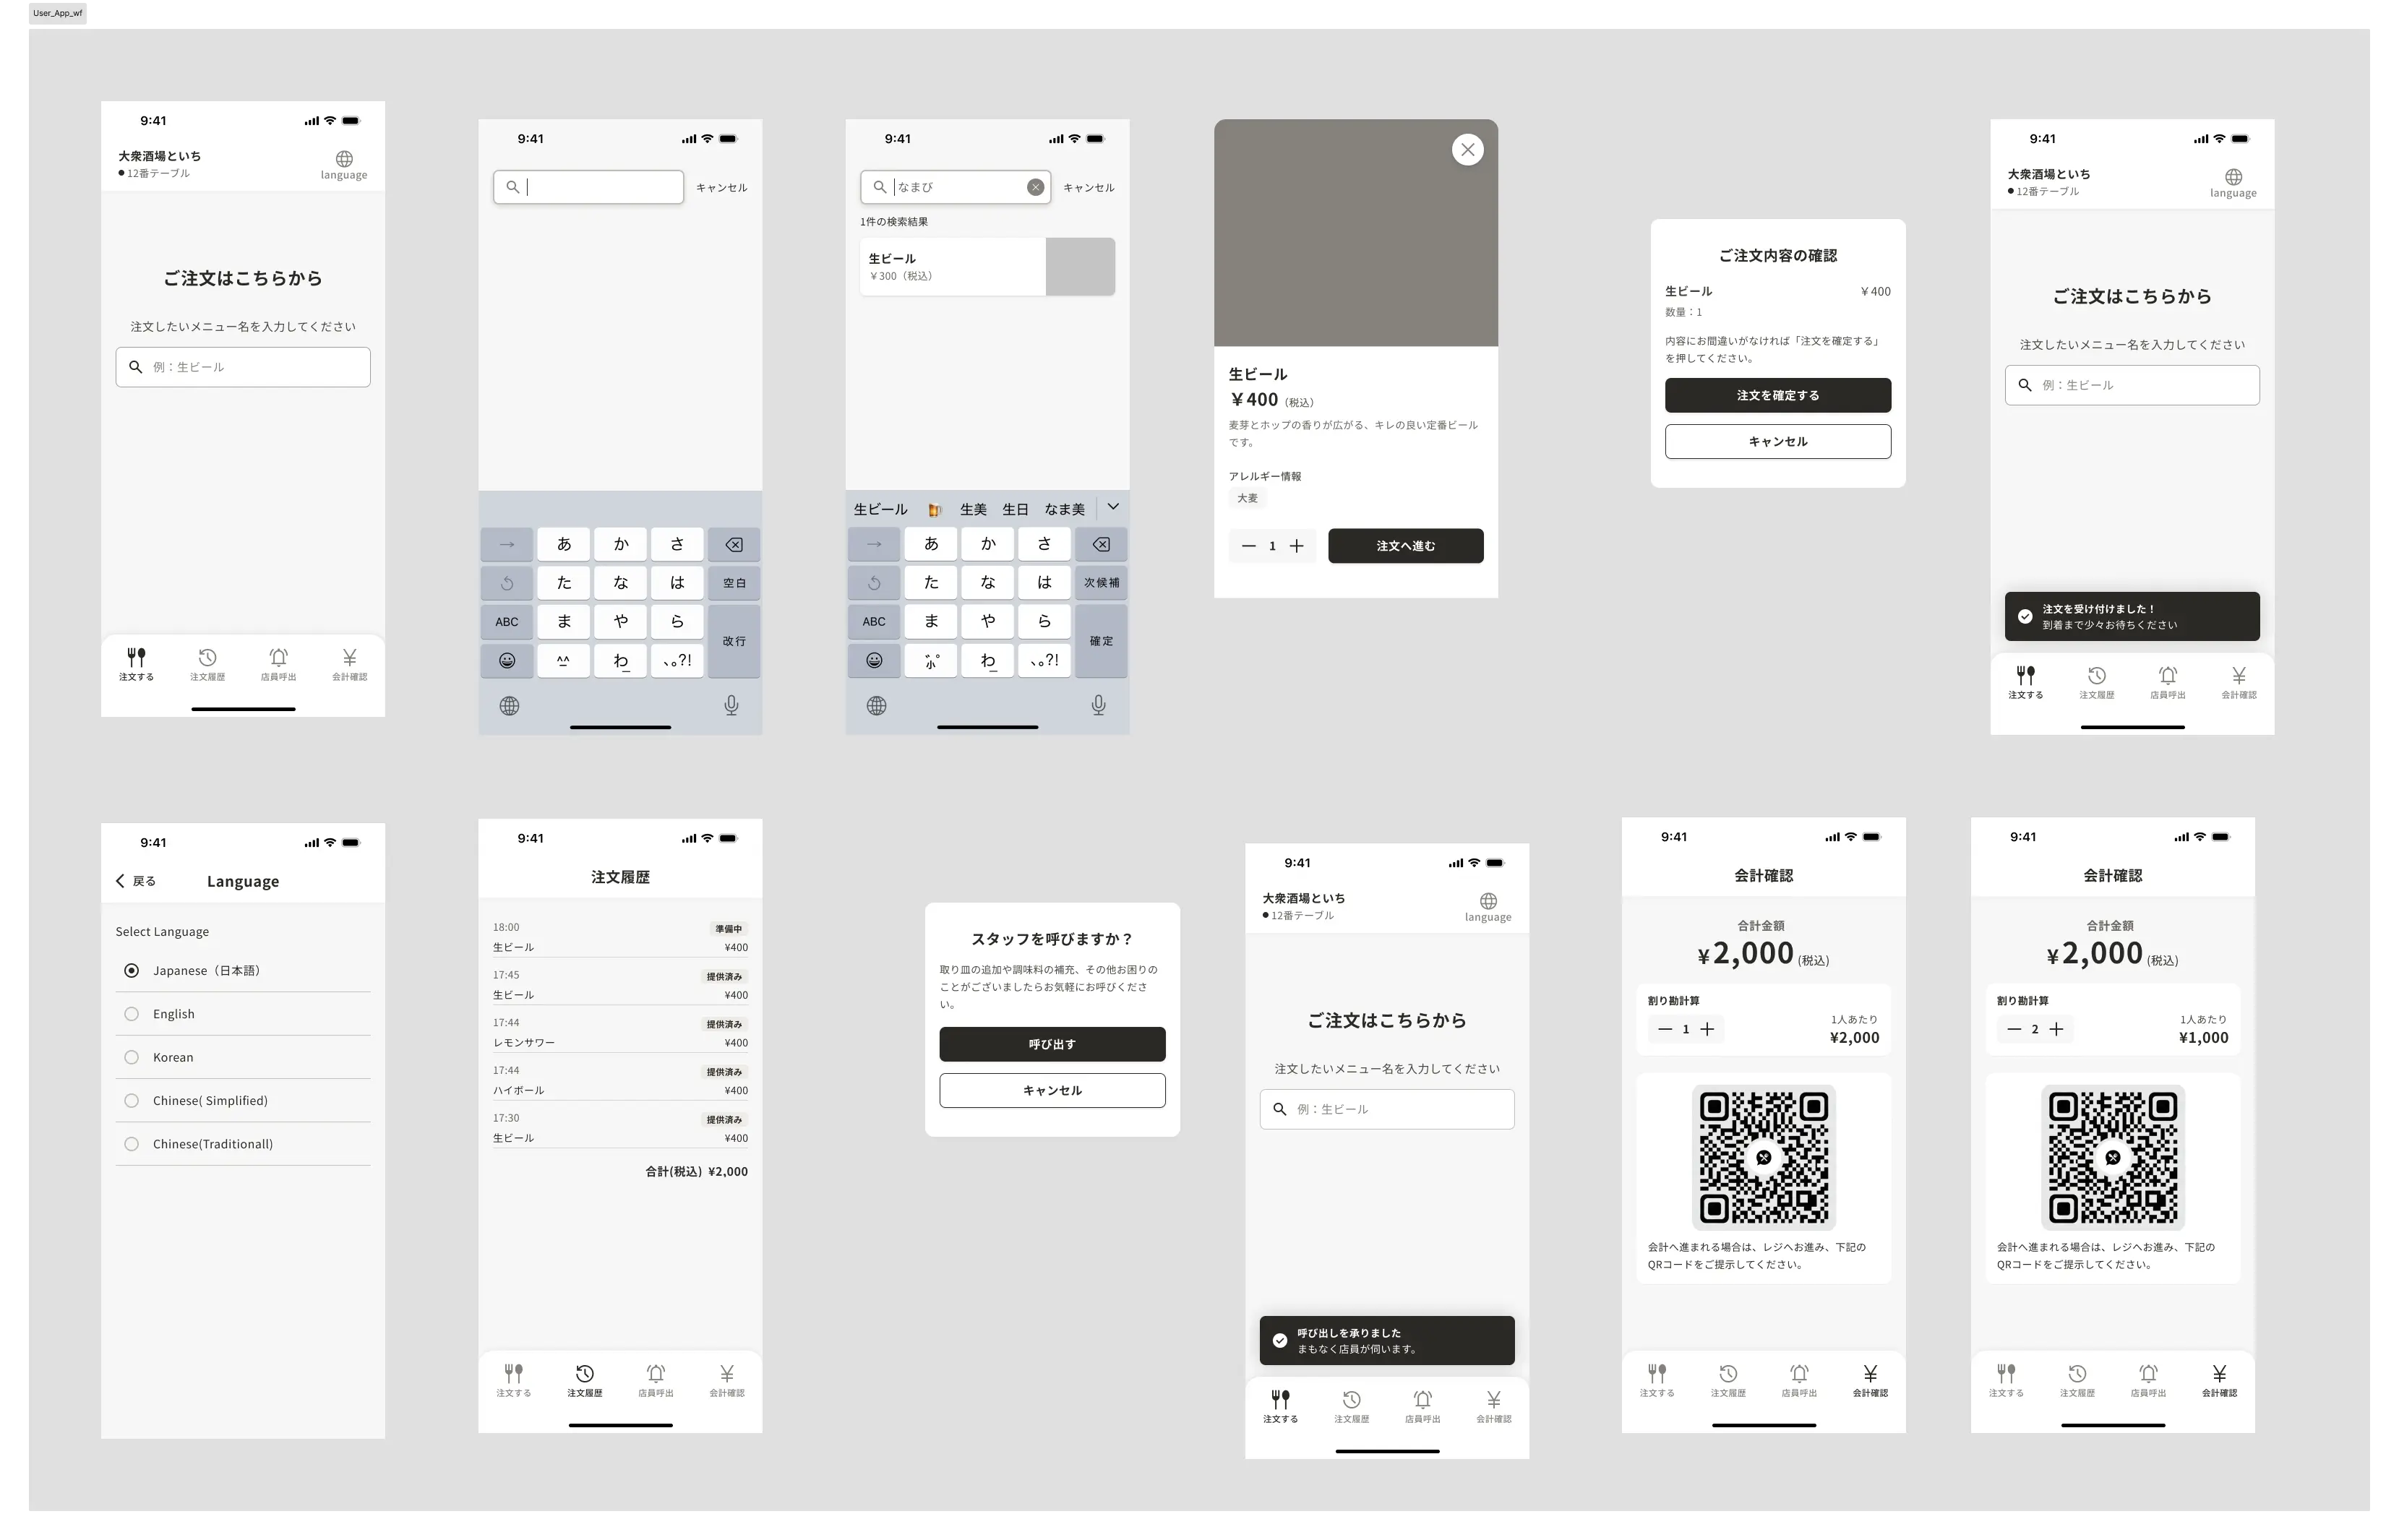 User_App_wf
9:41
大衆酒場といち
12番テーブル
language
ご注文はこちらから
注文したいメニュー名を入力してください
例：生ビール
注文する
注文履歴
店員呼出
会計確認
9:41
キャンセル
→
あ
か
さ
た
な
は
空白
ABC
ま
や
ら
改行
^^
わ
、。?!
9:41
なまび
キャンセル
1件の検索結果
生ビール
￥300（税込）
生ビール
🍺
生美
生日
なま美
→
あ
か
さ
た
な
は
次候補
ABC
ま
や
ら
確定
小゛゜
わ
、。?!
生ビール
￥400（税込）
麦芽とホップの香りが広がる、キレの良い定番ビール
です。
アレルギー情報
大麦
1
注文へ進む
ご注文内容の確認
生ビール ￥400
数量：1
内容にお間違いがなければ「注文を確定する」
を押してください。
注文を確定する
キャンセル
9:41
大衆酒場といち
12番テーブル
language
ご注文はこちらから
注文したいメニュー名を入力してください
例：生ビール
注文を受け付けました！
到着まで少々お待ちください
注文する
注文履歴
店員呼出
会計確認
9:41
戻る
Language
Select Language
Japanese（日本語）
English
Korean
Chinese( Simplified)
Chinese(Traditionall)
9:41
注文履歴
18:00 準備中
生ビール ¥400
17:45 提供済み
生ビール ¥400
17:44 提供済み
レモンサワー ¥400
17:44 提供済み
ハイボール ¥400
17:30 提供済み
生ビール ¥400
合計(税込) ¥2,000
注文する
注文履歴
店員呼出
会計確認
スタッフを呼びますか？
取り皿の追加や調味料の補充、その他お困りの
ことがございましたらお気軽にお呼びくださ
い。
呼び出す
キャンセル
9:41
大衆酒場といち
12番テーブル
language
ご注文はこちらから
注文したいメニュー名を入力してください
例：生ビール
呼び出しを承りました
まもなく店員が伺います。
注文する
注文履歴
店員呼出
会計確認
9:41
会計確認
合計金額
¥2,000(税込)
割り勘計算
1
1人あたり
¥2,000
会計へ進まれる場合は、レジへお進み、下記の
QRコードをご提示してください。
注文する
注文履歴
店員呼出
会計確認
9:41
会計確認
合計金額
¥2,000(税込)
割り勘計算
2
1人あたり
¥1,000
会計へ進まれる場合は、レジへお進み、下記の
QRコードをご提示してください。
注文する
注文履歴
店員呼出
会計確認